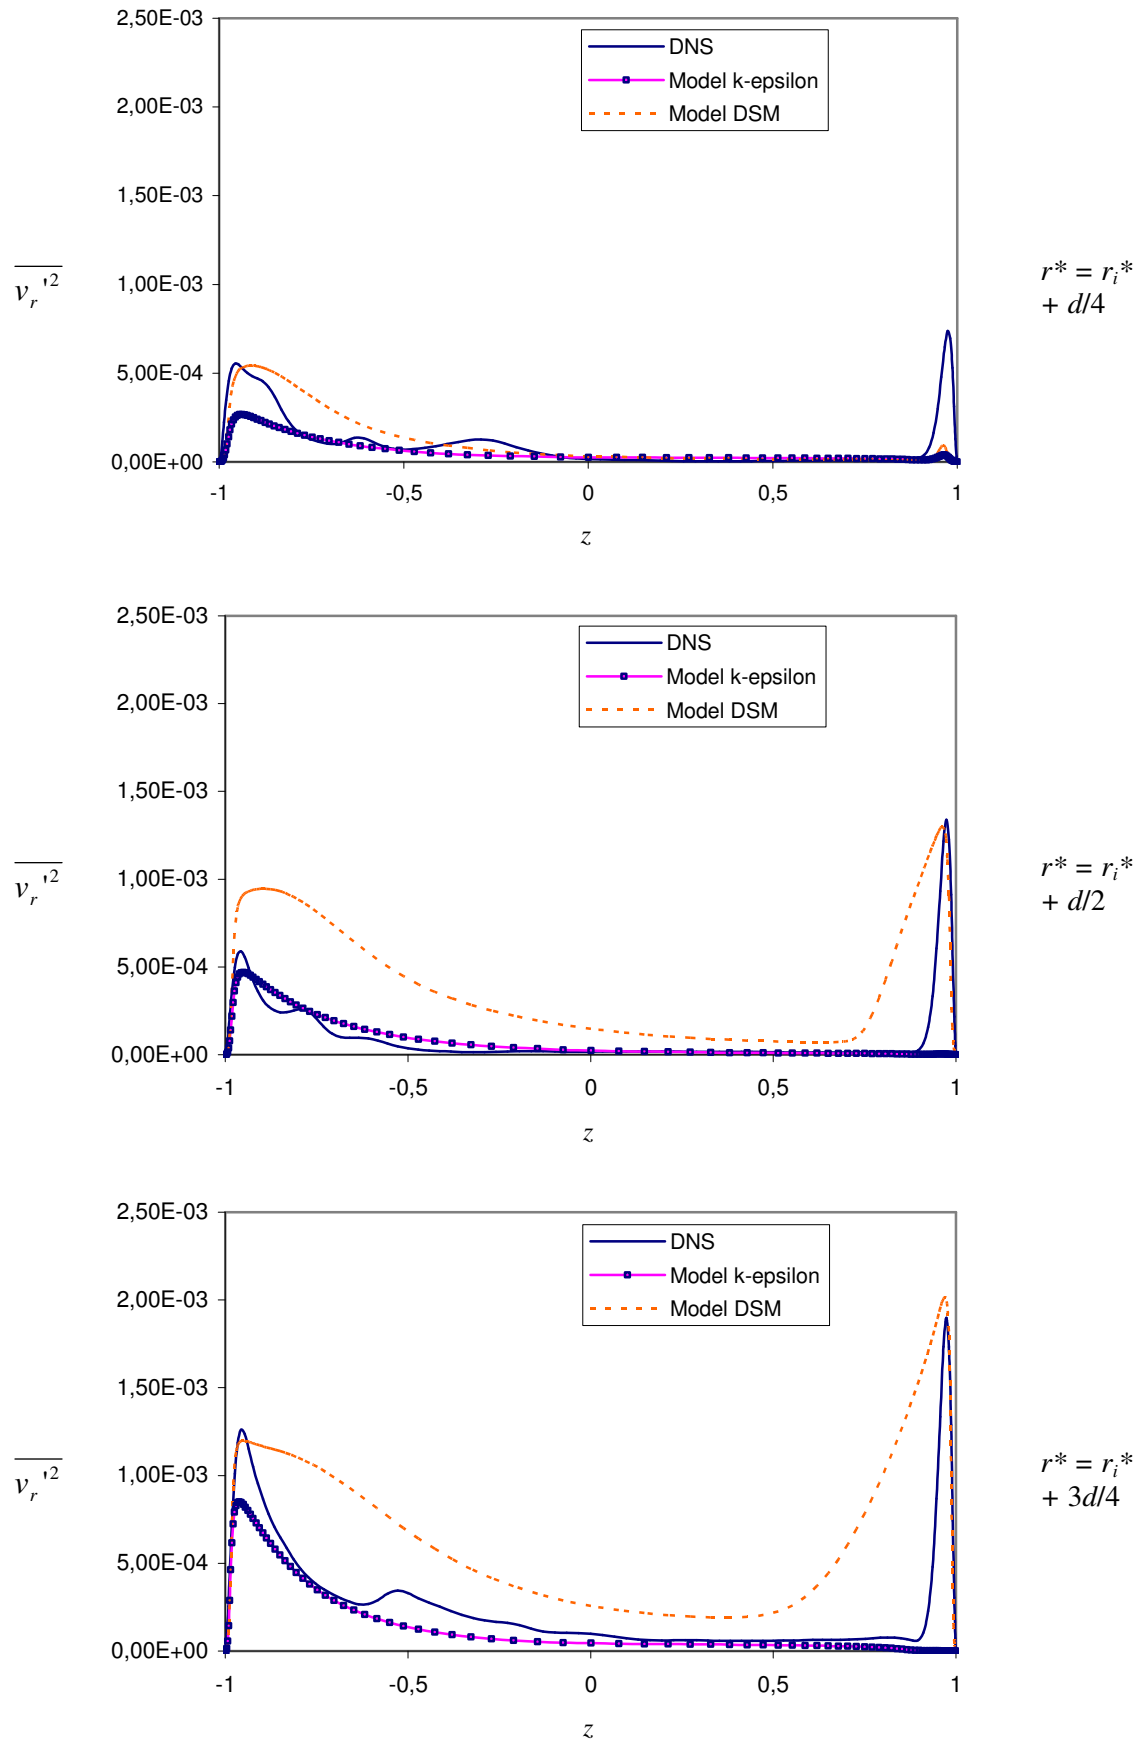 2,50E-03
DNS
Model k-epsilon
Model DSM
2,00E-03
1,50E-03
1,00E-03
5,00E-04
0,00E+00
-1
-0,5
0
0,5
1
z
v_r'^2
r* = r_i*
+ d/4
2,50E-03
DNS
Model k-epsilon
Model DSM
2,00E-03
1,50E-03
1,00E-03
5,00E-04
0,00E+00
-1
-0,5
0
0,5
1
z
v_r'^2
r* = r_i*
+ d/2
2,50E-03
DNS
Model k-epsilon
Model DSM
2,00E-03
1,50E-03
1,00E-03
5,00E-04
0,00E+00
-1
-0,5
0
0,5
1
z
v_r'^2
r* = r_i*
+ 3d/4